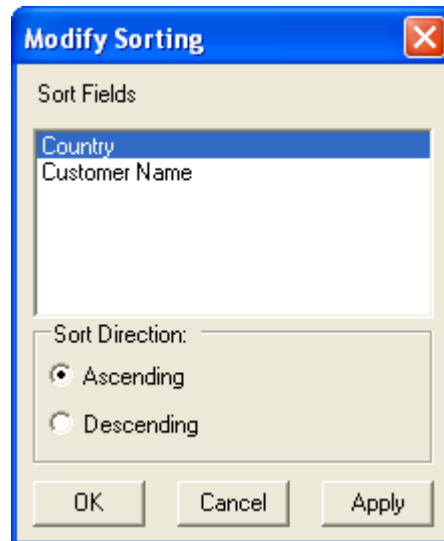 Modify Sorting
Sort Fields
Country
Customer Name
Sort Direction:
Ascending
Descending
OK Cancel Apply